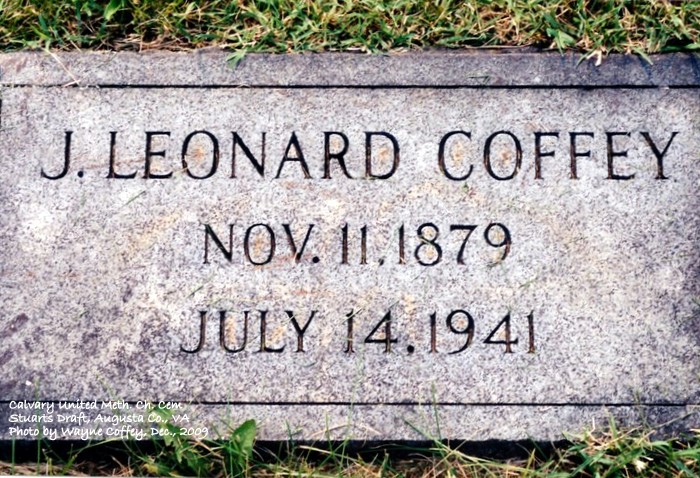 J. LEONARD COFFEY
NOV. 11, 1879
JULY 14, 1941
Calvary United Meth. Ch. Cem.
Stuarts Draft, Augusta Co., VA
Photo by Wayne Coffey, Dec., 2009